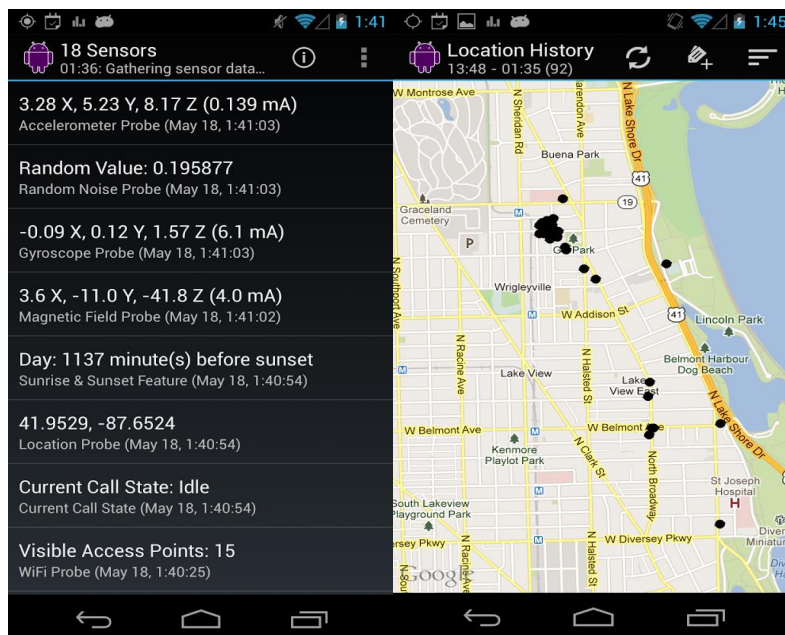 1:41
18 Sensors
01:36: Gathering sensor data...
3.28 X, 5.23 Y, 8.17 Z (0.139 mA)
Accelerometer Probe (May 18, 1:41:03)
Random Value: 0.195877
Random Noise Probe (May 18, 1:41:03)
-0.09 X, 0.12 Y, 1.57 Z (6.1 mA)
Gyroscope Probe (May 18, 1:41:03)
3.6 X, -11.0 Y, -41.8 Z (4.0 mA)
Magnetic Field Probe (May 18, 1:41:02)
Day: 1137 minute(s) before sunset
Sunrise & Sunset Feature (May 18, 1:40:54)
41.9529, -87.6524
Location Probe (May 18, 1:40:54)
Current Call State: Idle
Current Call State (May 18, 1:40:54)
Visible Access Points: 15
WiFi Probe (May 18, 1:40:25)
1:45
Location History
13:48 - 01:35 (92)
W Montrose Ave
N Sheridan Rd
N Lake Shore Dr
Buena Park
41
19
Graceland
Cemetery
M
P
Park
N Southport Ave
Wrigleyville
W Addison St
M
41
Lincoln Park
Belmont Harbour
Dog Beach
M
N Racine Ave
N Halsted St
Lake View
Lake
View East
N Lake Shore Dr
W Belmont Ave
M
Kenmore
Playlot Park
N Clark St
North Broadway
St Joseph
Hospital
H
M
South Lakeview
Playground Park
W Diversey Pkwy
N Racine
N Halsted St
M
Google